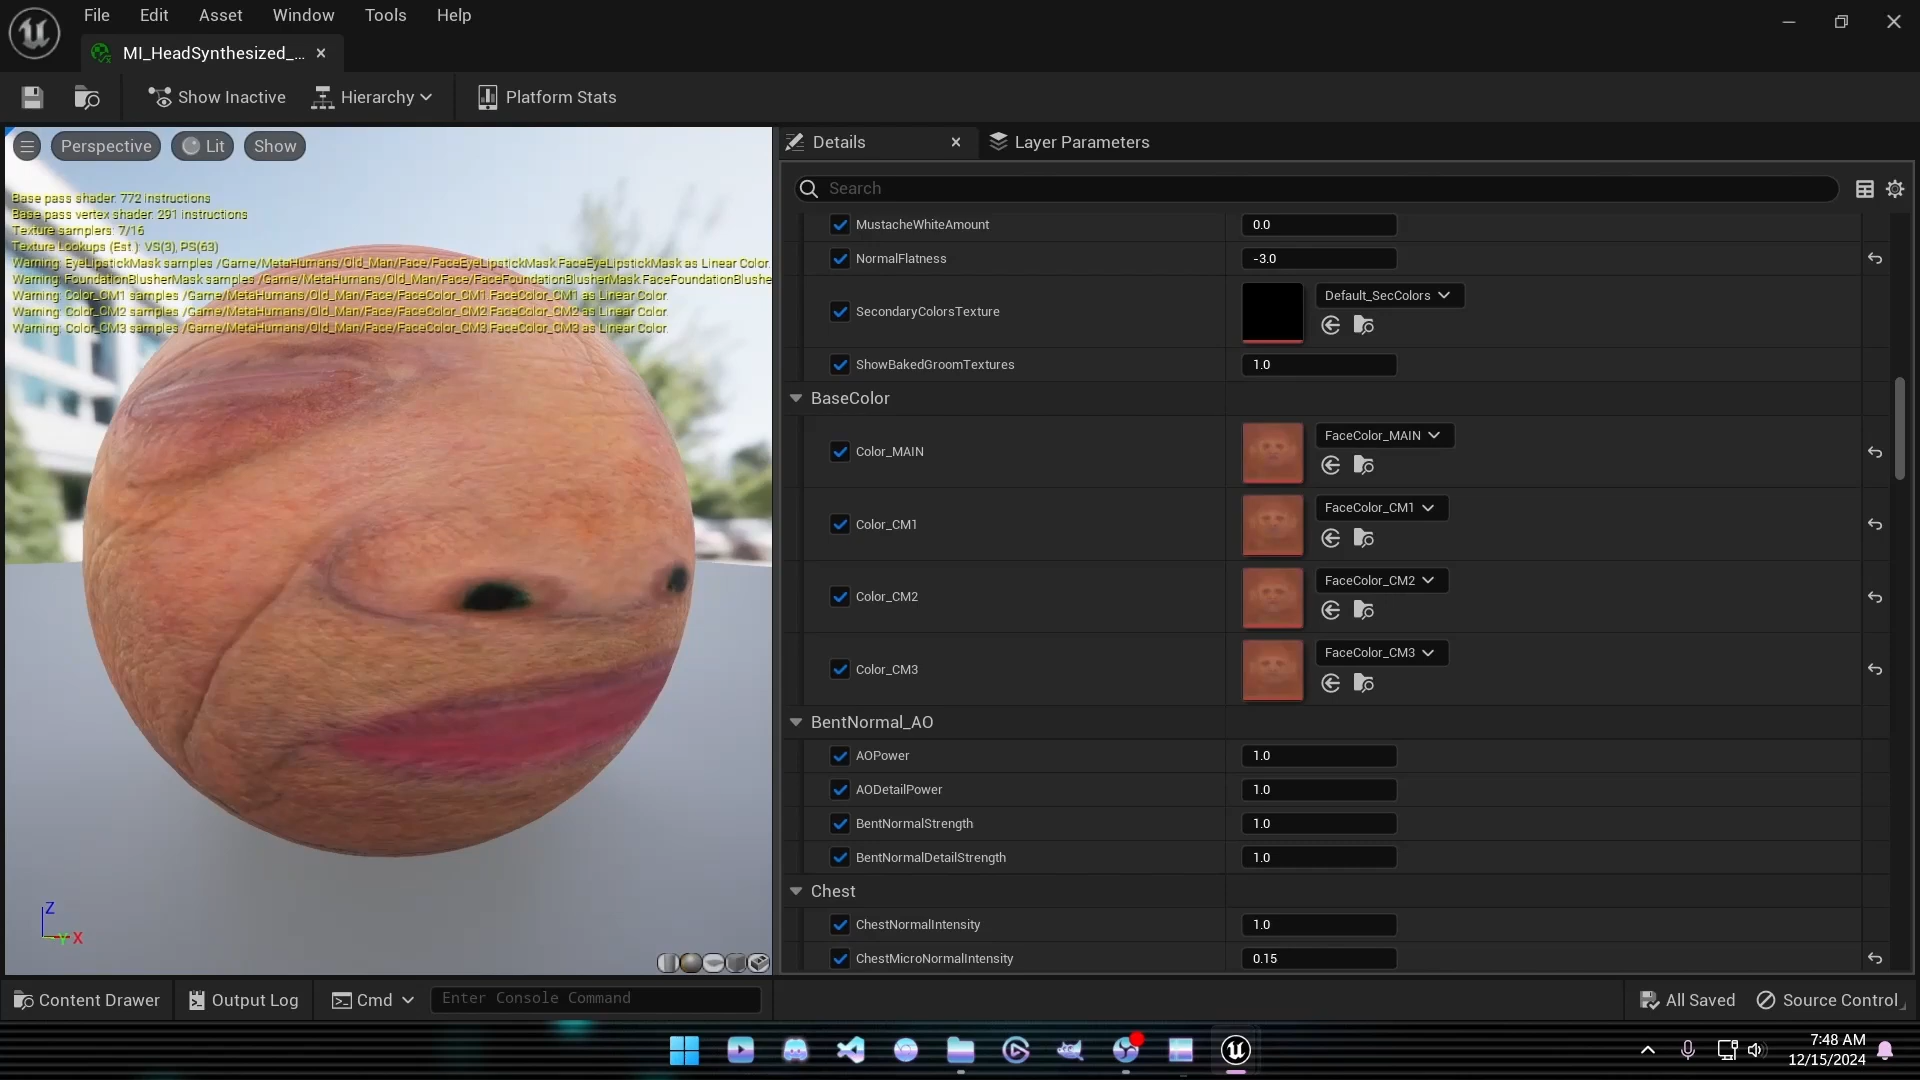 File Edit Asset Window Tools Help
MI_HeadSynthesized_...
Show Inactive Hierarchy Platform Stats
Perspective Lit Show
Base pass shader: 772 instructions
Base pass vertex shader: 291 instructions
Texture samplers: 7/16
Texture Lookups (Est.): VS(3), PS(63)
Warning: EyeLipstickMask samples /Game/MetaHumans/Old_Man/Face/FaceEyeLipstickMask.FaceEyeLipstickMask as Linear Color.
Warning: FoundationBlusherMask samples /Game/MetaHumans/Old_Man/Face/FaceFoundationBlusherMask.FaceFoundationBlushe
Warning: Color_CM1 samples /Game/MetaHumans/Old_Man/Face/FaceColor_CM1.FaceColor_CM1 as Linear Color.
Warning: Color_CM2 samples /Game/MetaHumans/Old_Man/Face/FaceColor_CM2.FaceColor_CM2 as Linear Color.
Warning: Color_CM3 samples /Game/MetaHumans/Old_Man/Face/FaceColor_CM3.FaceColor_CM3 as Linear Color.
Z
Y X
Details Layer Parameters
Search
MustacheWhiteAmount 0.0
NormalFlatness -3.0
SecondaryColorsTexture Default_SecColors
ShowBakedGroomTextures 1.0
BaseColor
Color_MAIN FaceColor_MAIN
Color_CM1 FaceColor_CM1
Color_CM2 FaceColor_CM2
Color_CM3 FaceColor_CM3
BentNormal_AO
AOPower 1.0
AODetailPower 1.0
BentNormalStrength 1.0
BentNormalDetailStrength 1.0
Chest
ChestNormalIntensity 1.0
ChestMicroNormalIntensity 0.15
Content Drawer Output Log Cmd Enter Console Command All Saved Source Control
7:48 AM
12/15/2024